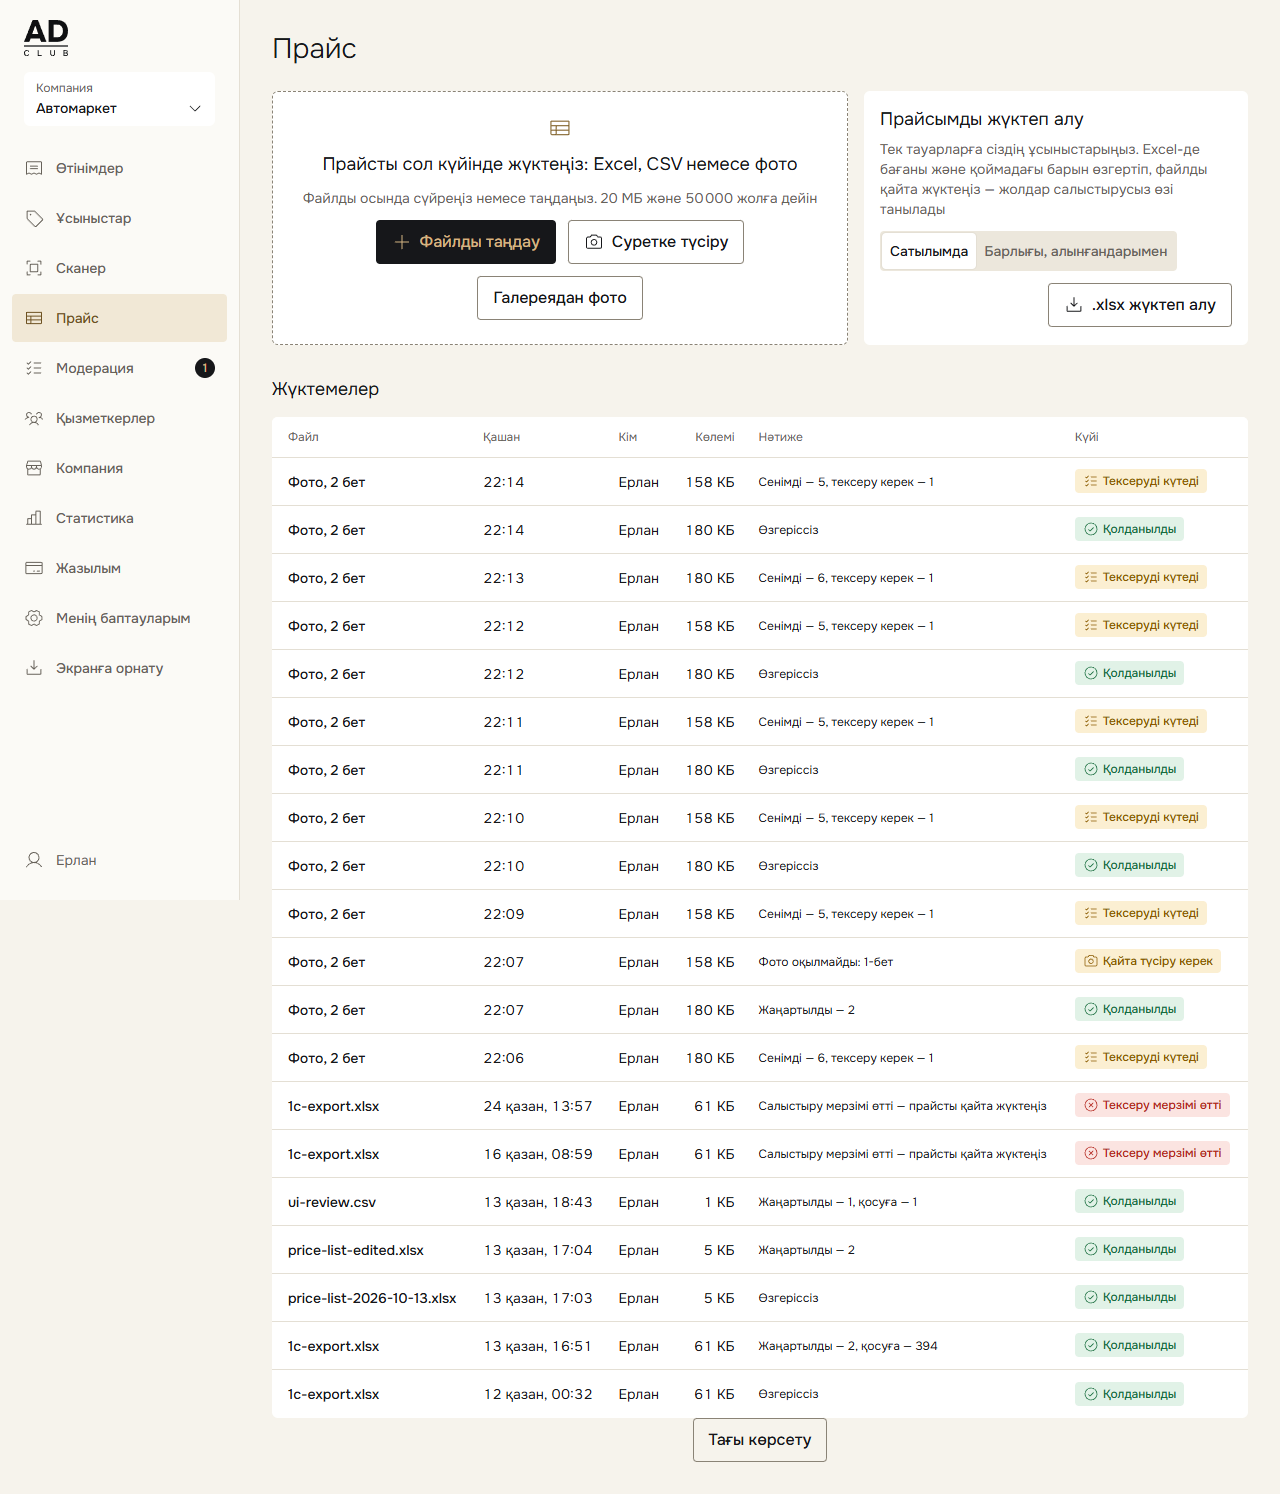 AD
CLUB
Компания
Автомаркет
Өтінімдер
Ұсыныстар
Сканер
Прайс
Модерация 1
Қызметкерлер
Компания
Статистика
Жазылым
Менің баптауларым
Экранға орнату
Ерлан
Прайс
Прайсты сол күйінде жүктеңіз: Excel, CSV немесе фото
Файлды осында сүйреңіз немесе таңдаңыз. 20 МБ және 50 000 жолға дейін
Файлды таңдау
Суретке түсіру
Галереядан фото
Прайсымды жүктеп алу
Тек тауарларға сіздің ұсыныстарыңыз. Excel-де
бағаны және қоймадағы барын өзгертіп, файлды
қайта жүктеңіз — жолдар салыстырусыз өзі
танылады
Сатылымда Барлығы, алынғандарымен
.xlsx жүктеп алу
Жүктемелер
Файл Қашан Кім Көлемі Нәтиже Күйі
Фото, 2 бет 22:14 Ерлан 158 КБ Сенімді — 5, тексеру керек — 1 Тексеруді күтеді
Фото, 2 бет 22:14 Ерлан 180 КБ Өзгеріссіз Қолданылды
Фото, 2 бет 22:13 Ерлан 180 КБ Сенімді — 6, тексеру керек — 1 Тексеруді күтеді
Фото, 2 бет 22:12 Ерлан 158 КБ Сенімді — 5, тексеру керек — 1 Тексеруді күтеді
Фото, 2 бет 22:12 Ерлан 180 КБ Өзгеріссіз Қолданылды
Фото, 2 бет 22:11 Ерлан 158 КБ Сенімді — 5, тексеру керек — 1 Тексеруді күтеді
Фото, 2 бет 22:11 Ерлан 180 КБ Өзгеріссіз Қолданылды
Фото, 2 бет 22:10 Ерлан 158 КБ Сенімді — 5, тексеру керек — 1 Тексеруді күтеді
Фото, 2 бет 22:10 Ерлан 180 КБ Өзгеріссіз Қолданылды
Фото, 2 бет 22:09 Ерлан 158 КБ Сенімді — 5, тексеру керек — 1 Тексеруді күтеді
Фото, 2 бет 22:07 Ерлан 158 КБ Фото оқылмайды: 1-бет Қайта түсіру керек
Фото, 2 бет 22:07 Ерлан 180 КБ Жаңартылды — 2 Қолданылды
Фото, 2 бет 22:06 Ерлан 180 КБ Сенімді — 6, тексеру керек — 1 Тексеруді күтеді
1c-export.xlsx 24 қазан, 13:57 Ерлан 61 КБ Салыстыру мерзімі өтті — прайсты қайта жүктеңіз Тексеру мерзімі өтті
1c-export.xlsx 16 қазан, 08:59 Ерлан 61 КБ Салыстыру мерзімі өтті — прайсты қайта жүктеңіз Тексеру мерзімі өтті
ui-review.csv 13 қазан, 18:43 Ерлан 1 КБ Жаңартылды — 1, қосуға — 1 Қолданылды
price-list-edited.xlsx 13 қазан, 17:04 Ерлан 5 КБ Жаңартылды — 2 Қолданылды
price-list-2026-10-13.xlsx 13 қазан, 17:03 Ерлан 5 КБ Өзгеріссіз Қолданылды
1c-export.xlsx 13 қазан, 16:51 Ерлан 61 КБ Жаңартылды — 2, қосуға — 394 Қолданылды
1c-export.xlsx 12 қазан, 00:32 Ерлан 61 КБ Өзгеріссіз Қолданылды
Тағы көрсету